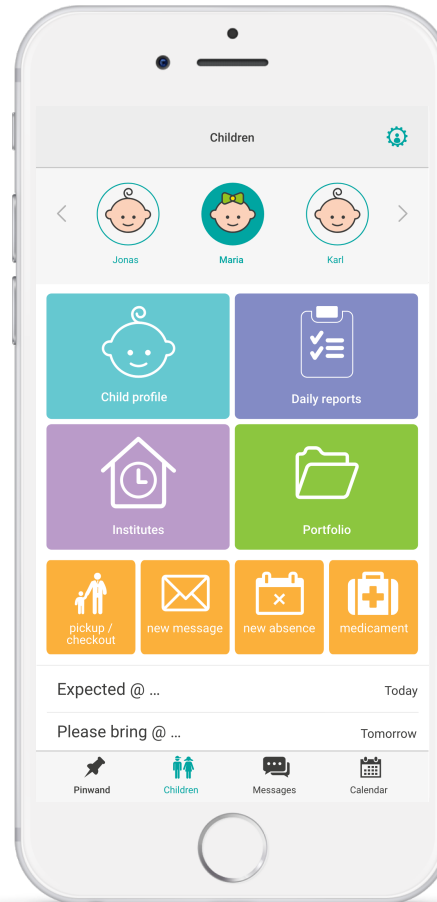 Children
Jonas
Maria
Karl
Child profile
Daily reports
Institutes
Portfolio
pickup /
checkout
new message
new absence
medicament
Expected @ ...
Today
Please bring @ ...
Tomorrow
Pinwand
Children
Messages
Calendar